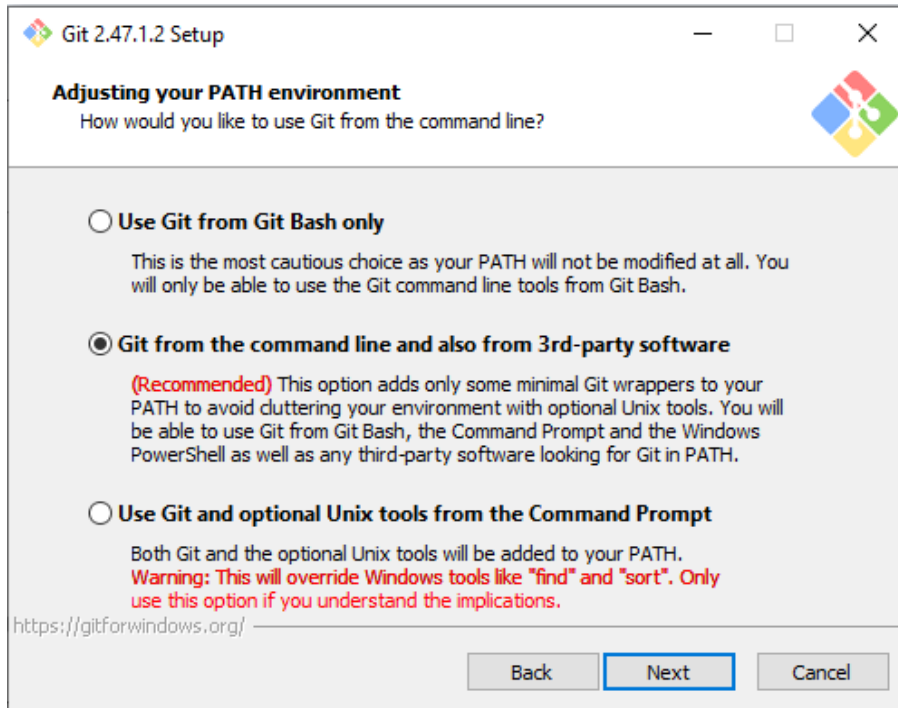 Git 2.47.1.2 Setup
Adjusting your PATH environment
How would you like to use Git from the command line?
Use Git from Git Bash only
This is the most cautious choice as your PATH will not be modified at all. You
will only be able to use the Git command line tools from Git Bash.
Git from the command line and also from 3rd-party software
(Recommended) This option adds only some minimal Git wrappers to your
PATH to avoid cluttering your environment with optional Unix tools. You will
be able to use Git from Git Bash, the Command Prompt and the Windows
PowerShell as well as any third-party software looking for Git in PATH.
Use Git and optional Unix tools from the Command Prompt
Both Git and the optional Unix tools will be added to your PATH.
Warning: This will override Windows tools like "find" and "sort". Only
use this option if you understand the implications.
https://gitforwindows.org/
Back Next Cancel